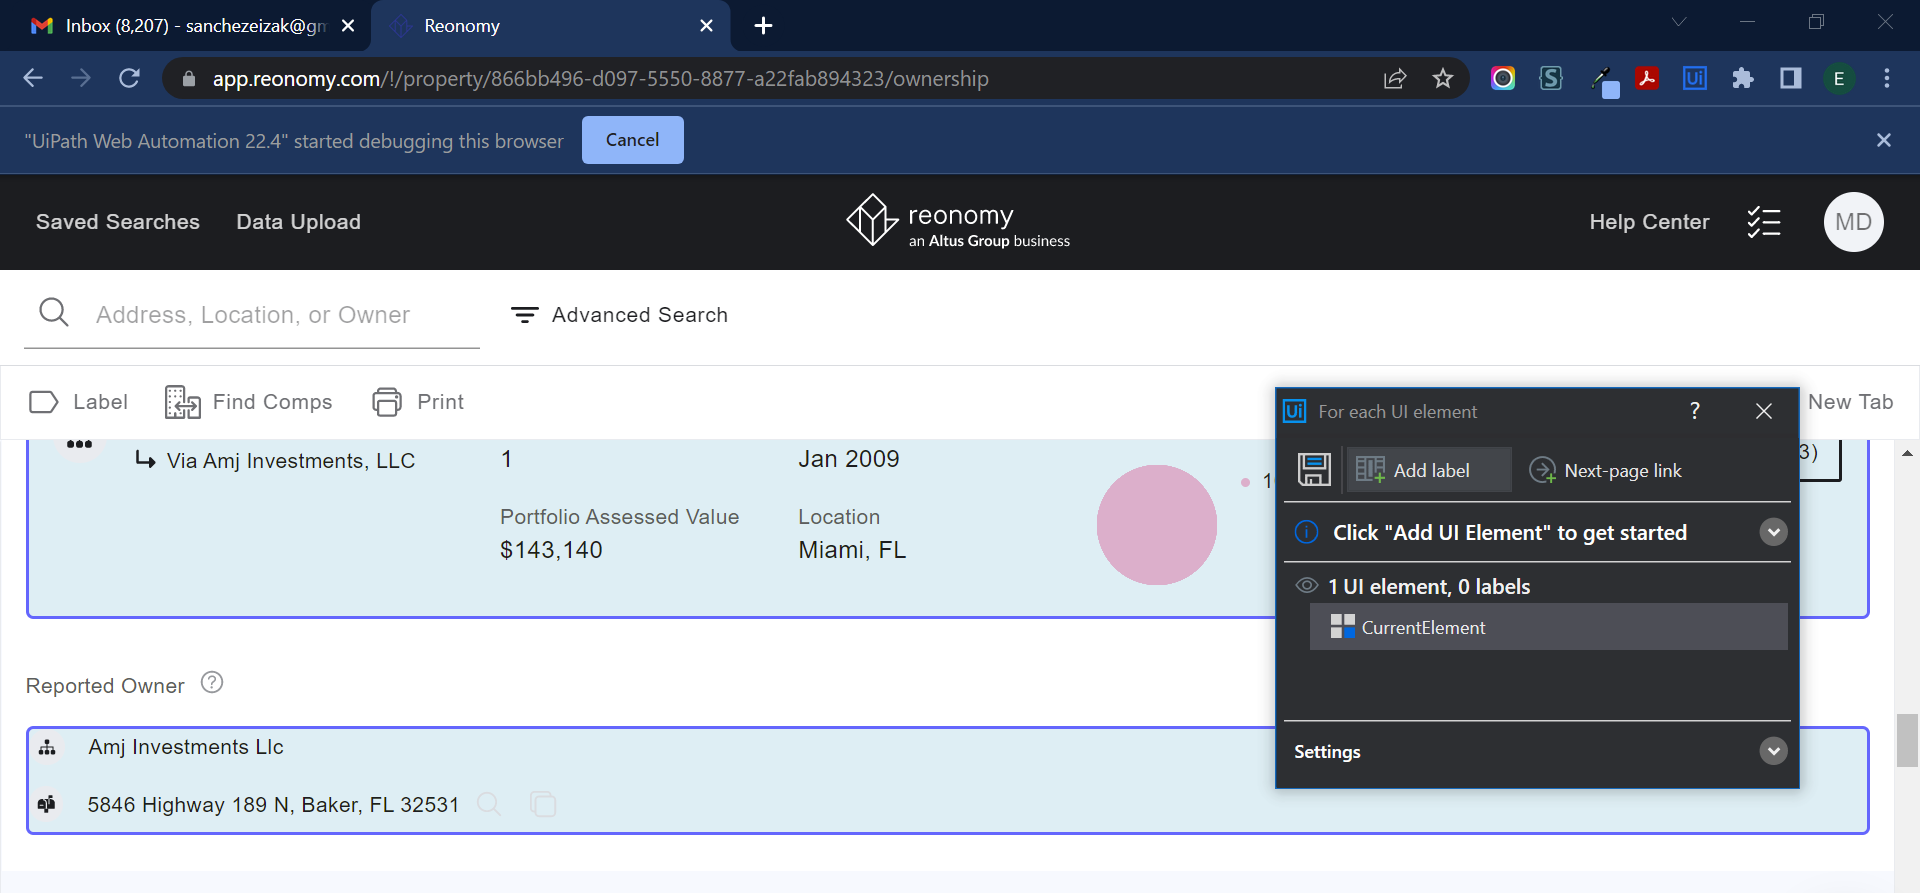 Inbox (8,207) - sanchezeizak@gm
Reonomy
app.reonomy.com/!/property/866bb496-d097-5550-8877-a22fab894323/ownership
E
"UiPath Web Automation 22.4" started debugging this browser
Cancel
Saved Searches
Data Upload
reonomy
an Altus Group business
Help Center
MD
Address, Location, or Owner
Advanced Search
Label
Find Comps
Print
New Tab
Via Amj Investments, LLC
1
Jan 2009
3)
Portfolio Assessed Value
Location
$143,140
Miami, FL
Reported Owner
Amj Investments Llc
5846 Highway 189 N, Baker, FL 32531
Ui
For each UI element
?
Add label
Next-page link
Click "Add UI Element" to get started
1 UI element, 0 labels
CurrentElement
Settings